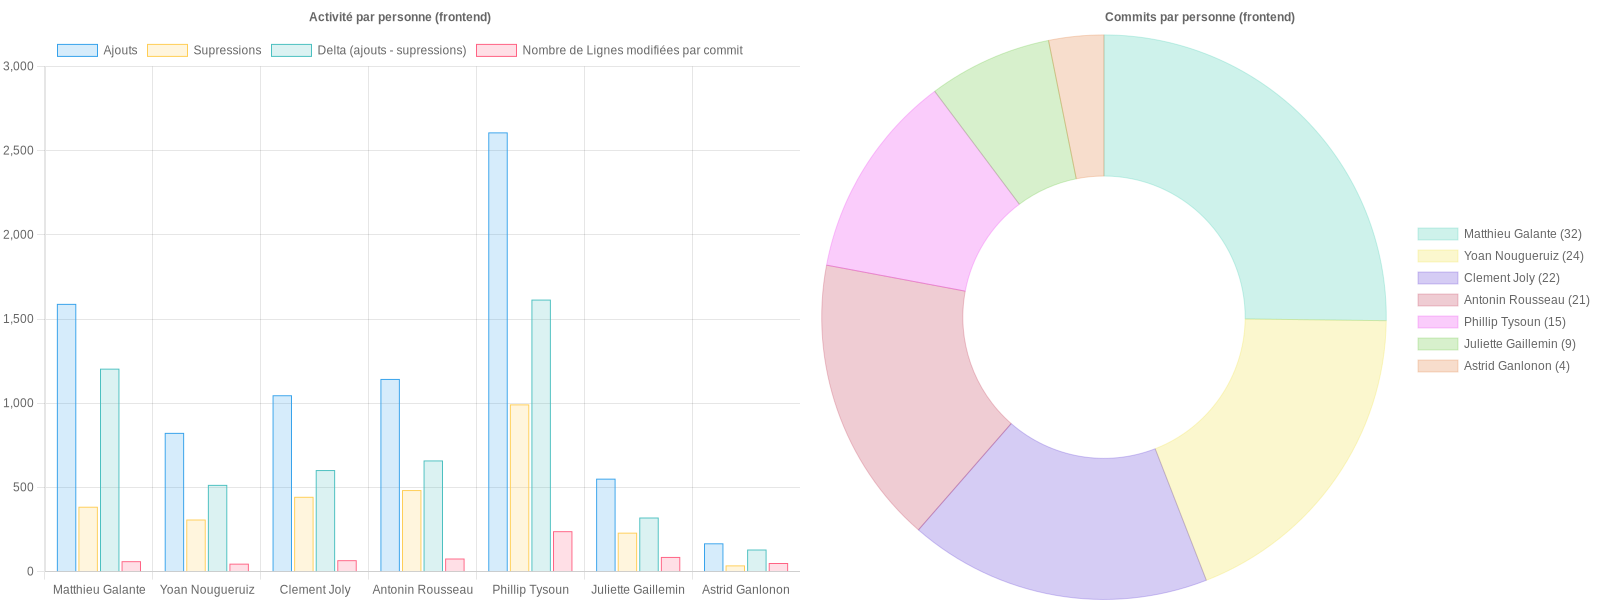 Activité par personne (frontend)
Ajouts Supressions Delta (ajouts - supressions) Nombre de Lignes modifiées par commit
3,000
2,500
2,000
1,500
1,000
500
0
Matthieu Galante Yoan Nougueruiz Clement Joly Antonin Rousseau Phillip Tysoun Juliette Gaillemin Astrid Ganlonon
Commits par personne (frontend)
Matthieu Galante (32)
Yoan Nougueruiz (24)
Clement Joly (22)
Antonin Rousseau (21)
Phillip Tysoun (15)
Juliette Gaillemin (9)
Astrid Ganlonon (4)